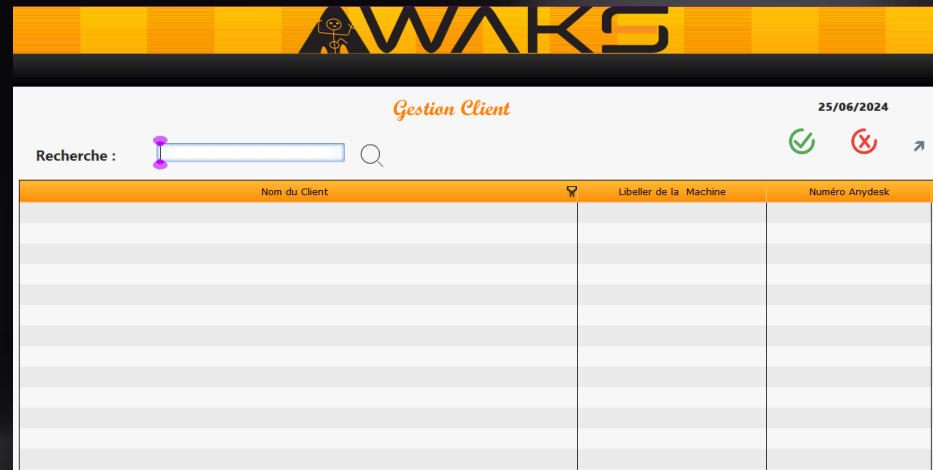 AWAKS
Gestion Client
25/06/2024
Recherche :
Nom du Client Libeller de la Machine Numéro Anydesk